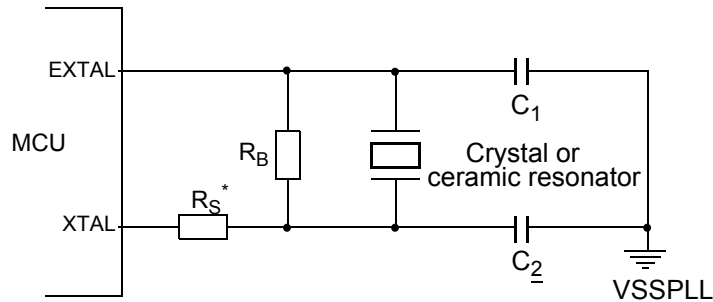 EXTAL
C1
MCU
RB
Crystal or
ceramic resonator
RS*
XTAL
C2
VSSPLL